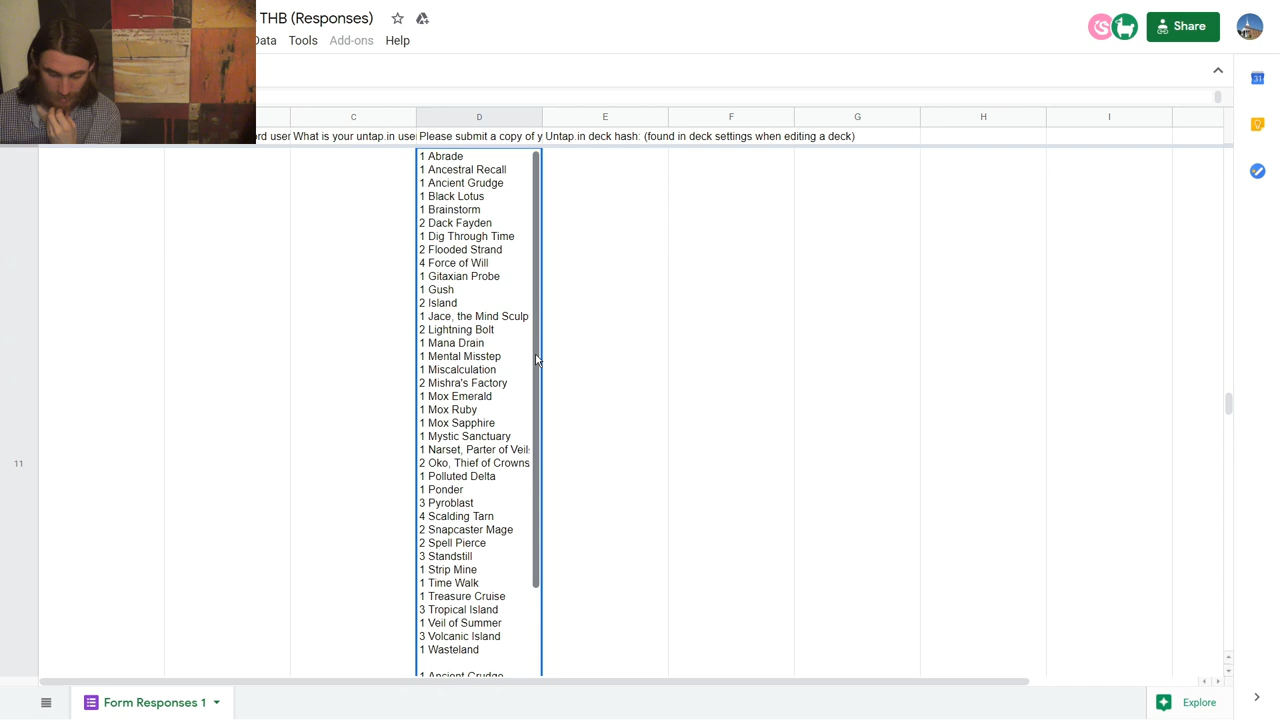 THB (Responses)
Data Tools Add-ons Help
Share
31
C D E F G H I
ord user What is your untap.in user Please submit a copy of y Untap.in deck hash: (found in deck settings when editing a deck)
1 Abrade
1 Ancestral Recall
1 Ancient Grudge
1 Black Lotus
1 Brainstorm
2 Dack Fayden
1 Dig Through Time
2 Flooded Strand
4 Force of Will
1 Gitaxian Probe
1 Gush
2 Island
1 Jace, the Mind Sculp
2 Lightning Bolt
1 Mana Drain
1 Mental Misstep
1 Miscalculation
2 Mishra's Factory
1 Mox Emerald
1 Mox Ruby
1 Mox Sapphire
1 Mystic Sanctuary
1 Narset, Parter of Veil
11
2 Oko, Thief of Crowns
1 Polluted Delta
1 Ponder
3 Pyroblast
4 Scalding Tarn
2 Snapcaster Mage
2 Spell Pierce
3 Standstill
1 Strip Mine
1 Time Walk
1 Treasure Cruise
3 Tropical Island
1 Veil of Summer
3 Volcanic Island
1 Wasteland
1 Ancient Grudge
Form Responses 1
Explore